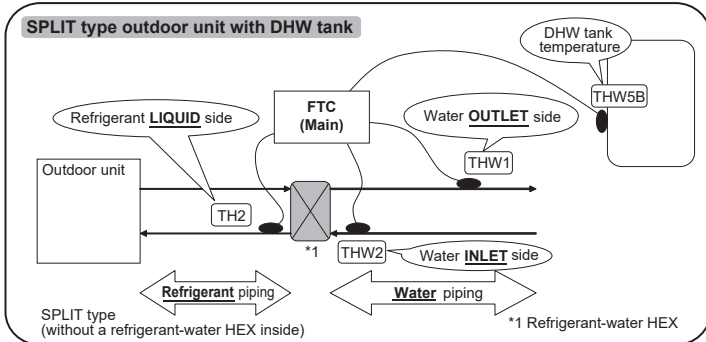 SPLIT type outdoor unit with DHW tank
DHW tank
temperature
THW5B
FTC
(Main)
Refrigerant LIQUID side
Water OUTLET side
THW1
Outdoor unit
TH2
*1
THW2
Water INLET side
Refrigerant piping
Water piping
SPLIT type
(without a refrigerant-water HEX inside)
*1 Refrigerant-water HEX